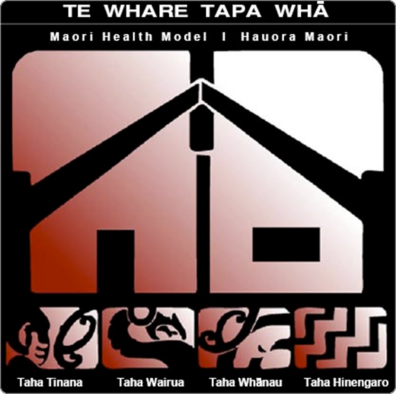 TE WHARE TAPA WHĀ
Maori Health Model | Hauora Maori
Taha Tinana Taha Wairua Taha Whānau Taha Hinengaro